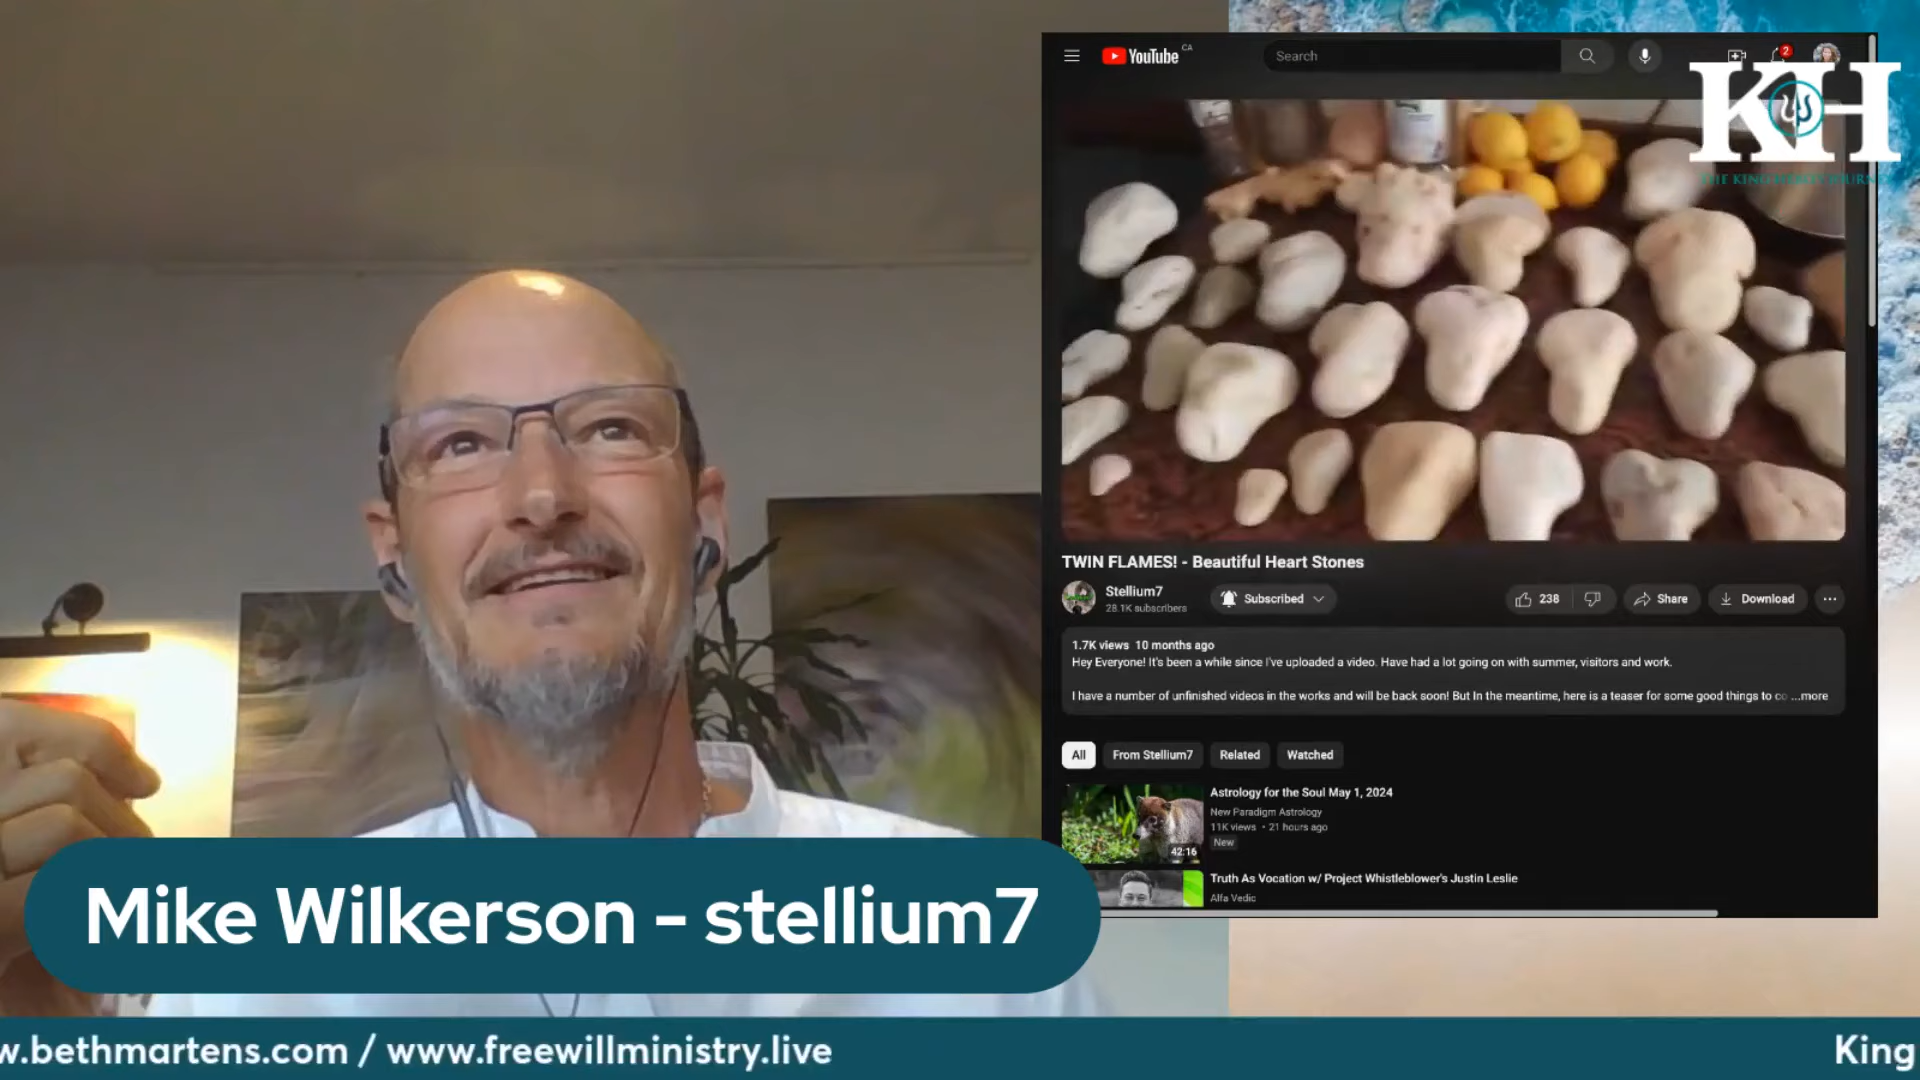 YouTube CA
Search
2
KH
THE KING HERO'S JOURNEY
TWIN FLAMES! - Beautiful Heart Stones
Stellium7
28.1K subscribers
Subscribed
238
Share
Download
1.7K views 10 months ago
Hey Everyone! It's been a while since I've uploaded a video. Have had a lot going on with summer, visitors and work.
I have a number of unfinished videos in the works and will be back soon! But In the meantime, here is a teaser for some good things to co ...more
All
From Stellium7
Related
Watched
Astrology for the Soul May 1, 2024
New Paradigm Astrology
11K views • 21 hours ago
New
42:16
Truth As Vocation w/ Project Whistleblower's Justin Leslie
Alfa Vedic
Mike Wilkerson - stellium7
w.bethmartens.com / www.freewillministry.live
King